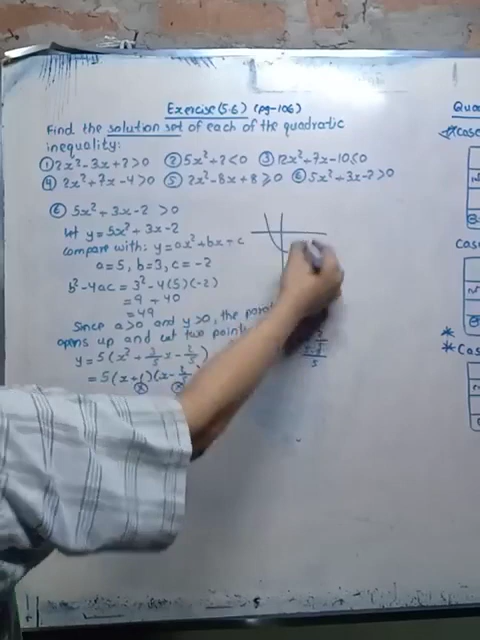 Exercise (5.6) (pg-106)
Find the solution set of each of the quadratic
inequality:
① 2x²-3x+2>0 ② 5x²+2<0 ③ 12x²+7x-10≤0
④ 2x²+7x-4>0 ⑤ 2x²-8x+8≥0 ⑥ 5x²+3x-2>0
⑥ 5x²+3x-2>0
Let y=5x²+3x-2
compare with: y=ax²+bx+c
a=5, b=3, c=-2
b²-4ac=3²-4(5)(-2)
=9+40
=49
Since a>0 and y>0, the
opens up and cut two
y=5(x²+3/5x-2/5)
=5(x+1)(x-2/5)
Qua
Case
Cas
* Cas